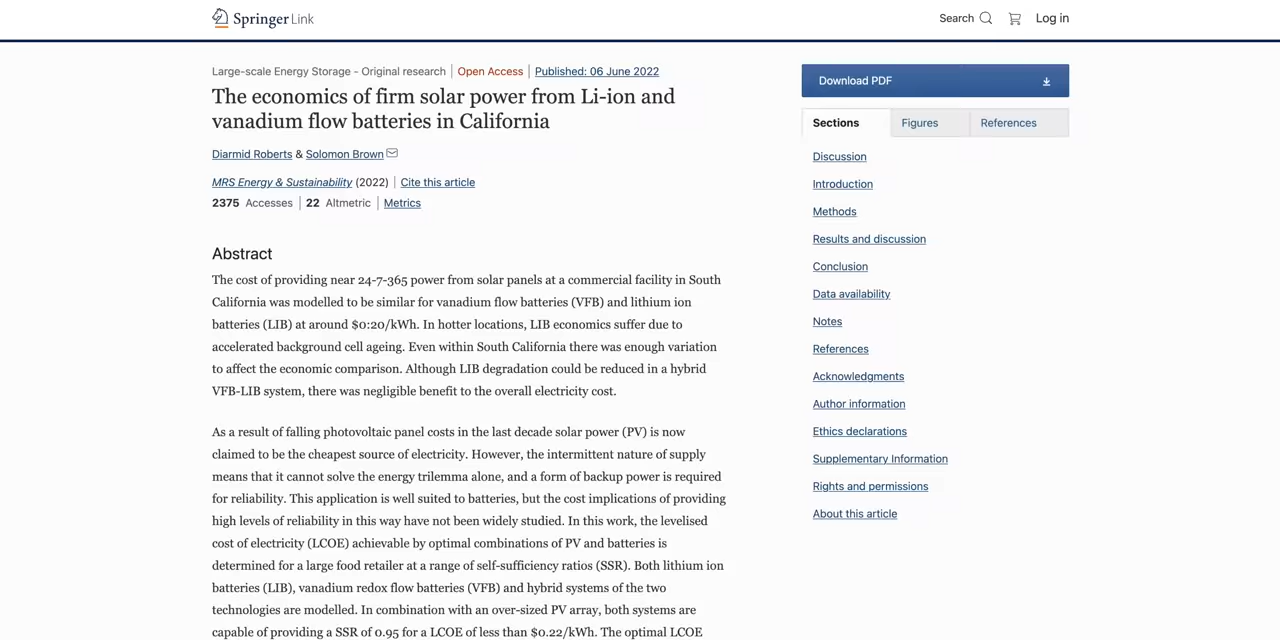 Springer Link
Search
Log in
Large-scale Energy Storage - Original research | Open Access | Published: 06 June 2022
The economics of firm solar power from Li-ion and
vanadium flow batteries in California
Diarmid Roberts & Solomon Brown
MRS Energy & Sustainability (2022) | Cite this article
2375 Accesses | 22 Altmetric | Metrics
Abstract
The cost of providing near 24-7-365 power from solar panels at a commercial facility in South
California was modelled to be similar for vanadium flow batteries (VFB) and lithium ion
batteries (LIB) at around $0:20/kWh. In hotter locations, LIB economics suffer due to
accelerated background cell ageing. Even within South California there was enough variation
to affect the economic comparison. Although LIB degradation could be reduced in a hybrid
VFB-LIB system, there was negligible benefit to the overall electricity cost.
As a result of falling photovoltaic panel costs in the last decade solar power (PV) is now
claimed to be the cheapest source of electricity. However, the intermittent nature of supply
means that it cannot solve the energy trilemma alone, and a form of backup power is required
for reliability. This application is well suited to batteries, but the cost implications of providing
high levels of reliability in this way have not been widely studied. In this work, the levelised
cost of electricity (LCOE) achievable by optimal combinations of PV and batteries is
determined for a large food retailer at a range of self-sufficiency ratios (SSR). Both lithium ion
batteries (LIB), vanadium redox flow batteries (VFB) and hybrid systems of the two
technologies are modelled. In combination with an over-sized PV array, both systems are
capable of providing a SSR of 0.95 for a LCOE of less than $0.22/kWh. The optimal LCOE
Download PDF
Sections
Figures
References
Discussion
Introduction
Methods
Results and discussion
Conclusion
Data availability
Notes
References
Acknowledgments
Author information
Ethics declarations
Supplementary Information
Rights and permissions
About this article